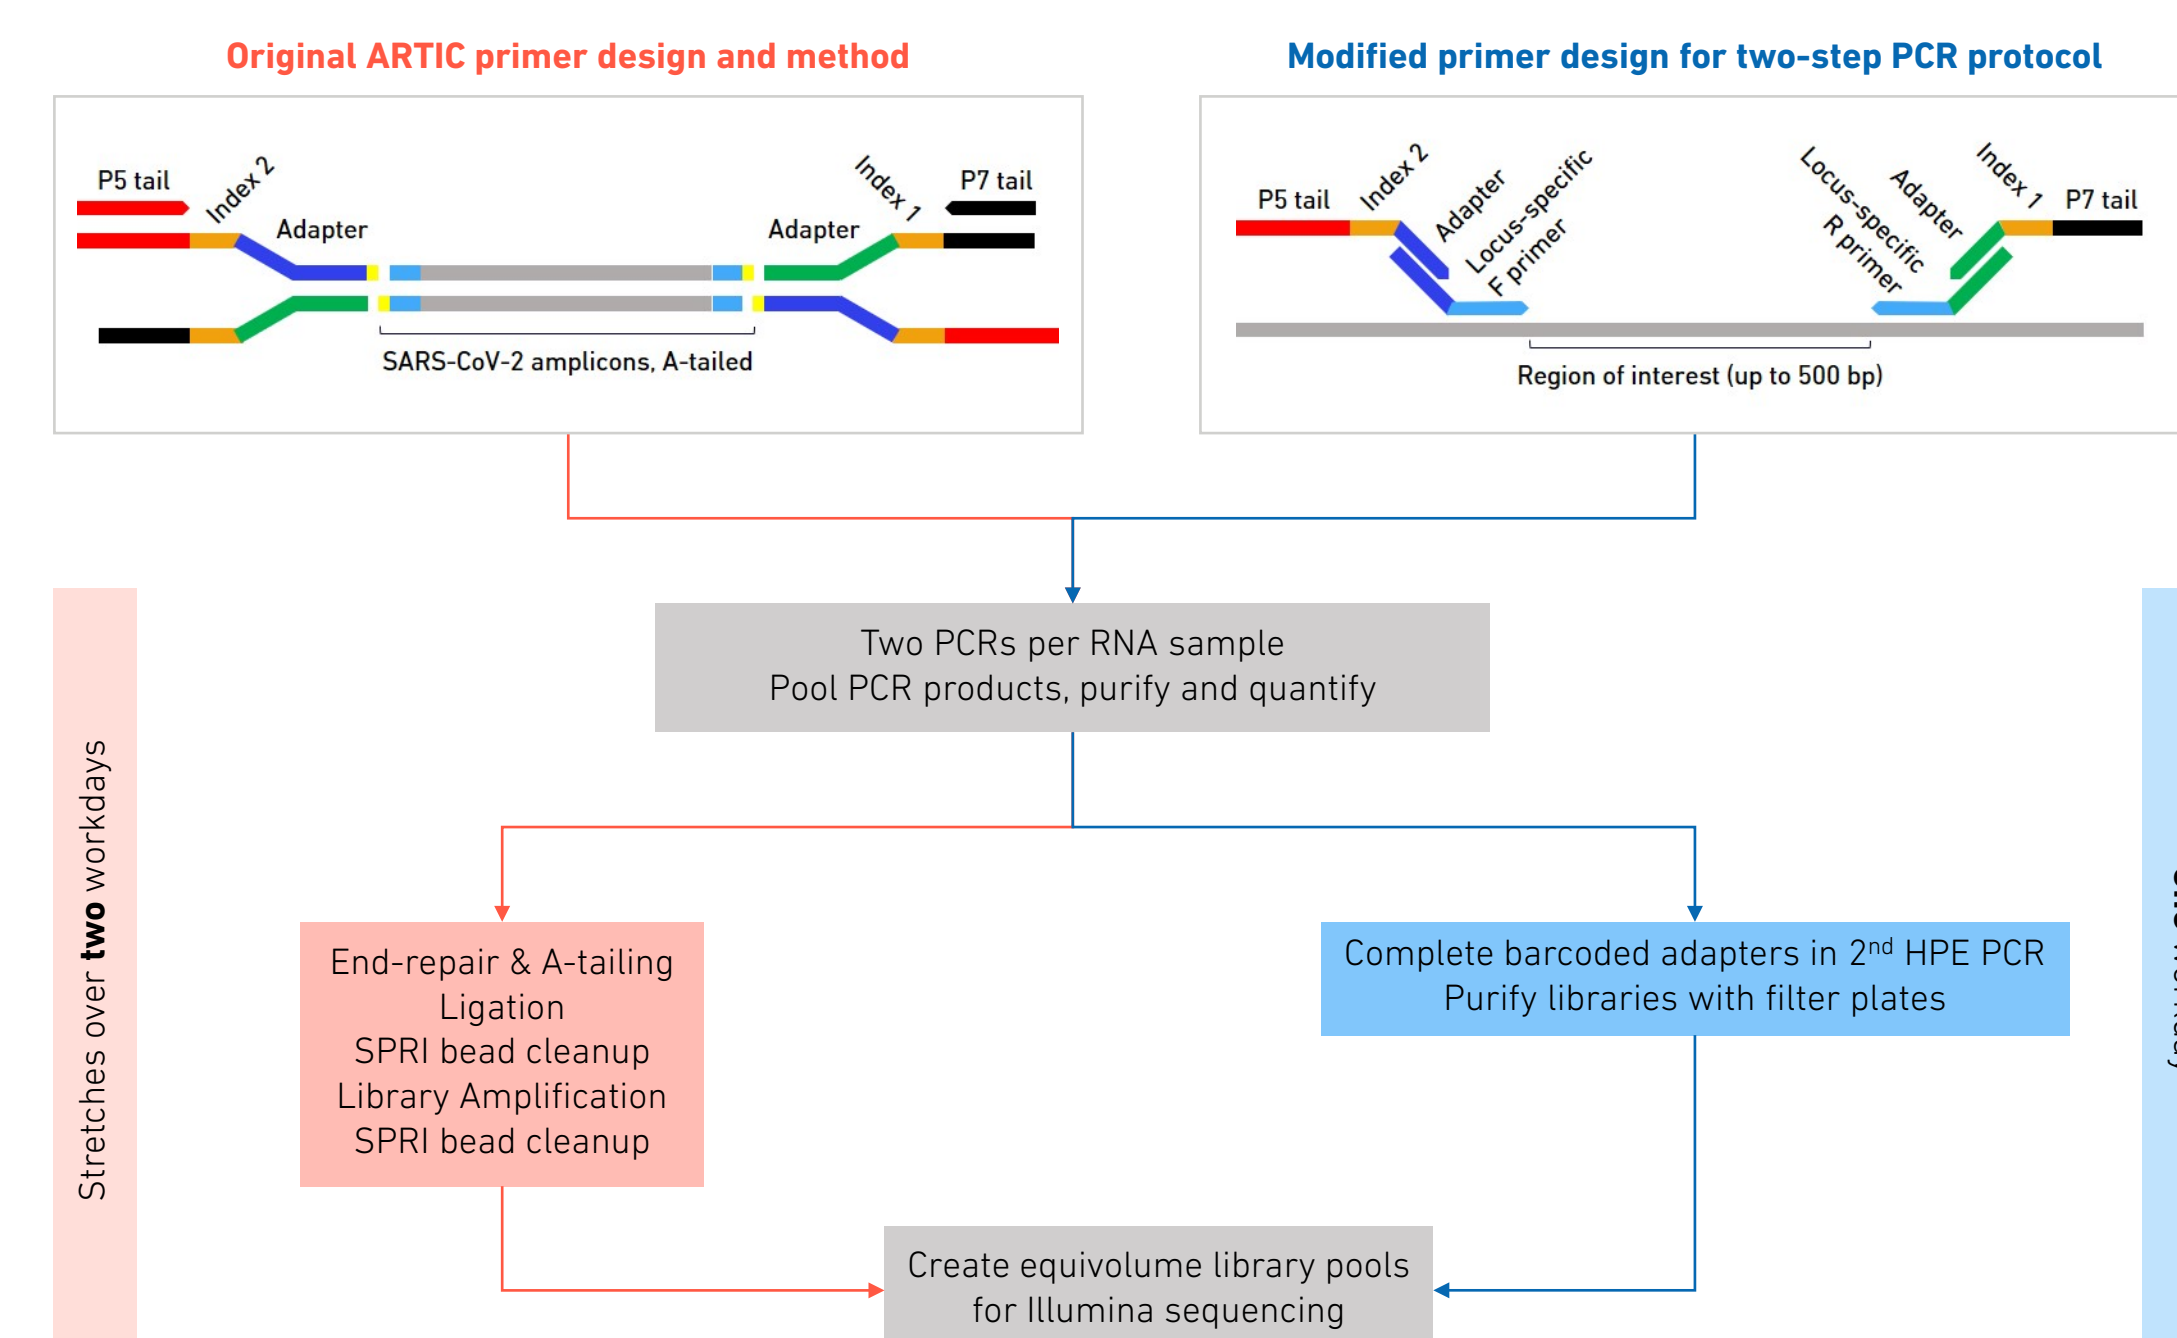 Original ARTIC primer design and method
Modified primer design for two-step PCR protocol
P5 tail
Index 2
Adapter
Index 1
P7 tail
Adapter
SARS-CoV-2 amplicons, A-tailed
P5 tail
Index 2
Adapter
Locus-specific
F primer
Locus-specific
R primer
Adapter
Index 1
P7 tail
Region of interest (up to 500 bp)
Two PCRs per RNA sample
Pool PCR products, purify and quantify
Stretches over two workdays
End-repair & A-tailing
Ligation
SPRI bead cleanup
Library Amplification
SPRI bead cleanup
Complete barcoded adapters in 2nd HPE PCR
Purify libraries with filter plates
Create equivolume library pools
for Illumina sequencing